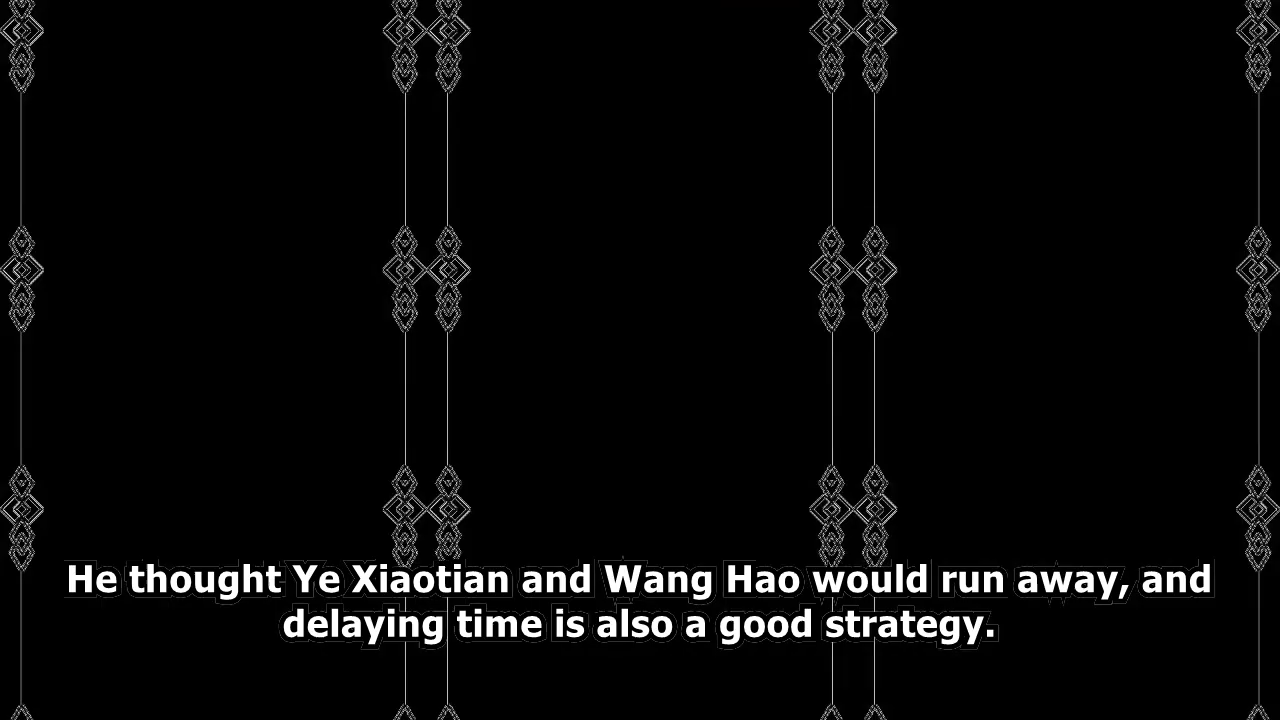 He thought Ye Xiaotian and Wang Hao would run away, and
delaying time is also a good strategy.